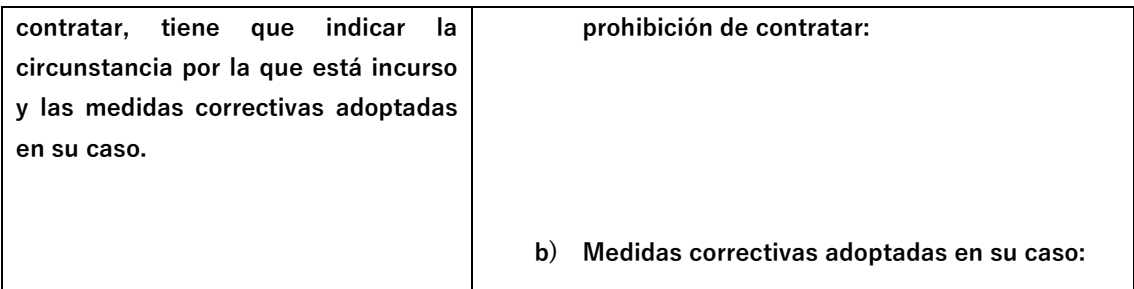 contratar, tiene que indicar la
circunstancia por la que está incurso
y las medidas correctivas adoptadas
en su caso.
prohibición de contratar:
b) Medidas correctivas adoptadas en su caso: